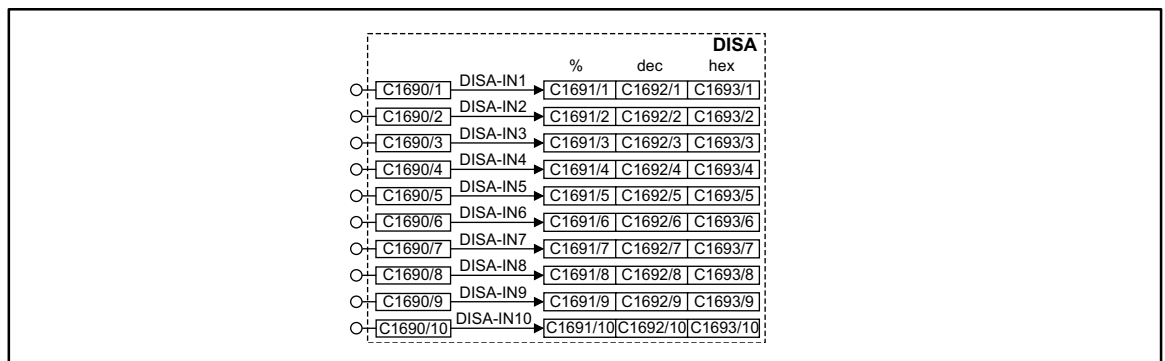 DISA
% dec hex
C1690/1 DISA-IN1 C1691/1 C1692/1 C1693/1
C1690/2 DISA-IN2 C1691/2 C1692/2 C1693/2
C1690/3 DISA-IN3 C1691/3 C1692/3 C1693/3
C1690/4 DISA-IN4 C1691/4 C1692/4 C1693/4
C1690/5 DISA-IN5 C1691/5 C1692/5 C1693/5
C1690/6 DISA-IN6 C1691/6 C1692/6 C1693/6
C1690/7 DISA-IN7 C1691/7 C1692/7 C1693/7
C1690/8 DISA-IN8 C1691/8 C1692/8 C1693/8
C1690/9 DISA-IN9 C1691/9 C1692/9 C1693/9
C1690/10 DISA-IN10 C1691/10 C1692/10 C1693/10